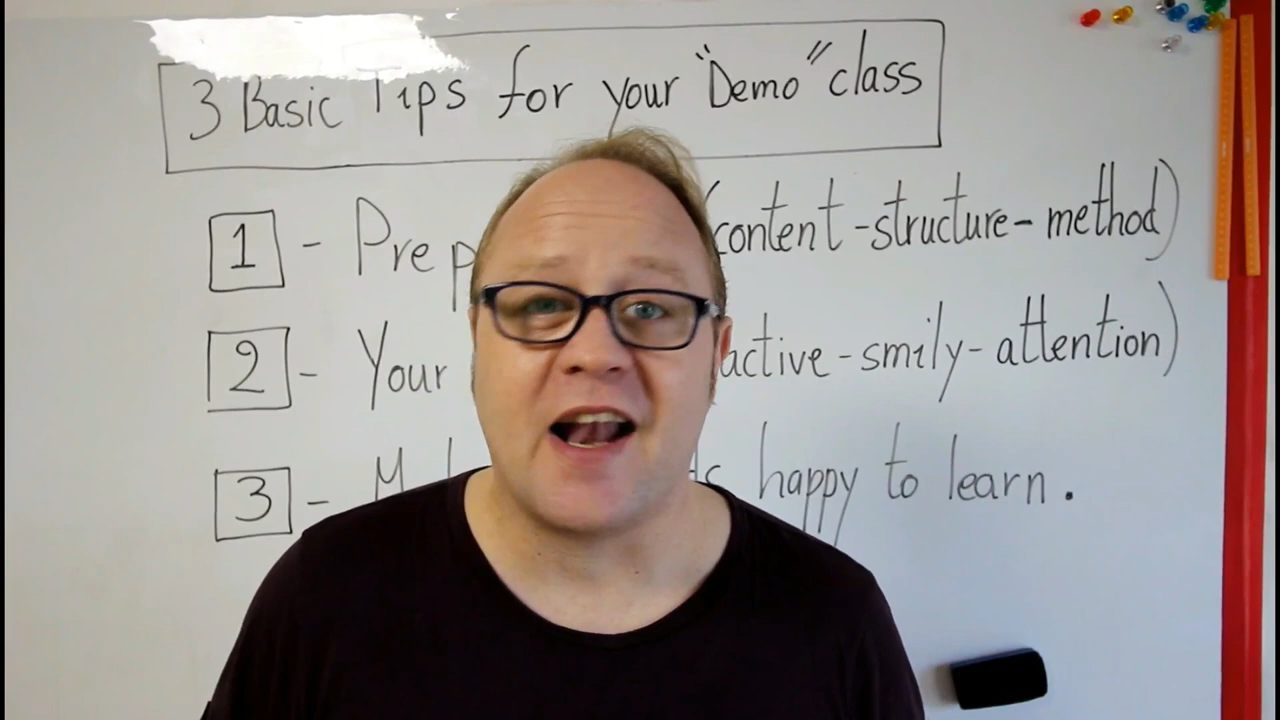 3 Basic Tips for your "Demo" class
1 - Prep (content - structure - method)
2 - Your active - smily - attention)
3 - happy to learn.